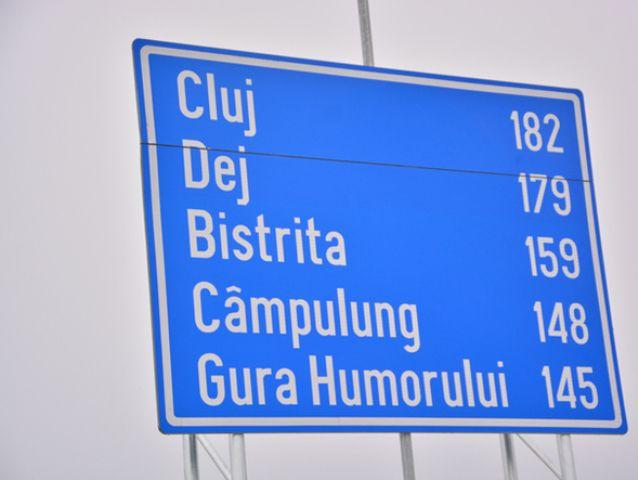 Cluj 182
Dej 179
Bistrita 159
Câmpulung 148
Gura Humorului 145